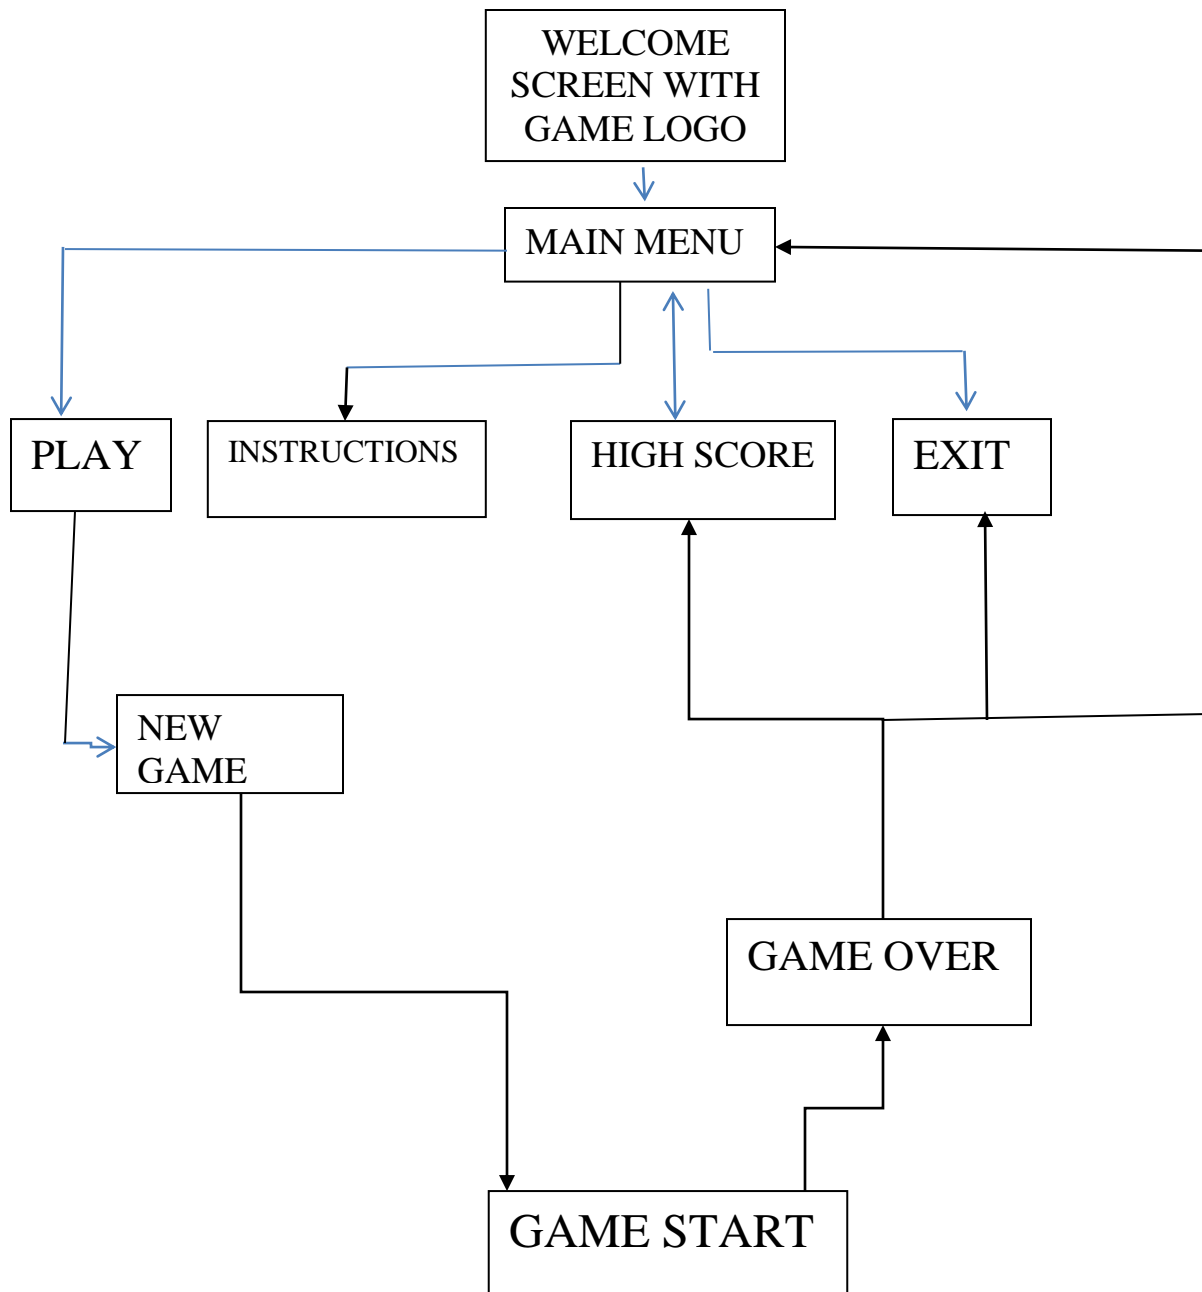 WELCOME
SCREEN WITH
GAME LOGO
MAIN MENU
PLAY
INSTRUCTIONS
HIGH SCORE
EXIT
NEW
GAME
GAME OVER
GAME START